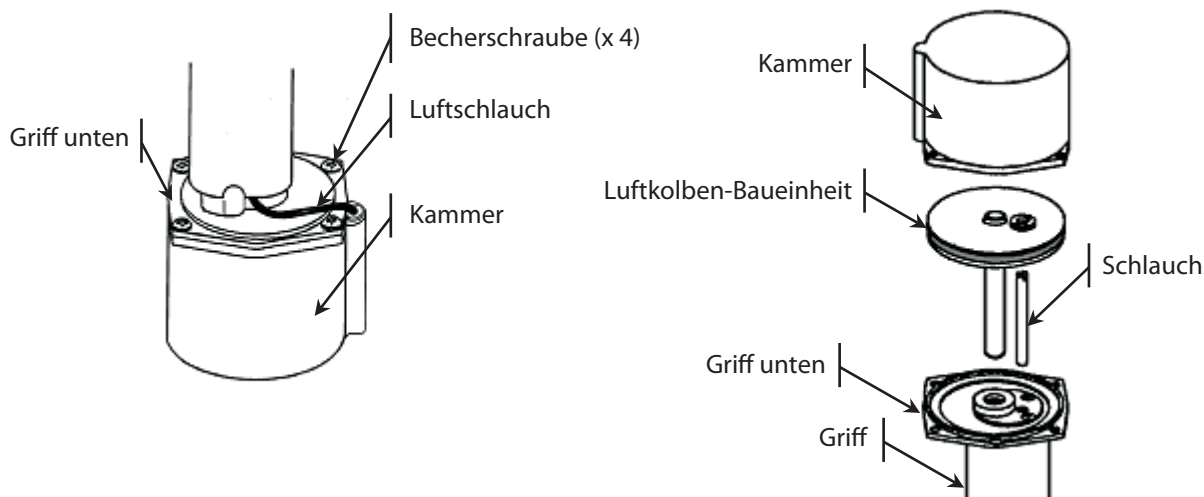 Becherschraube (x 4)
Luftschlauch
Griff unten
Kammer
Kammer
Luftkolben-Baueinheit
Schlauch
Griff unten
Griff